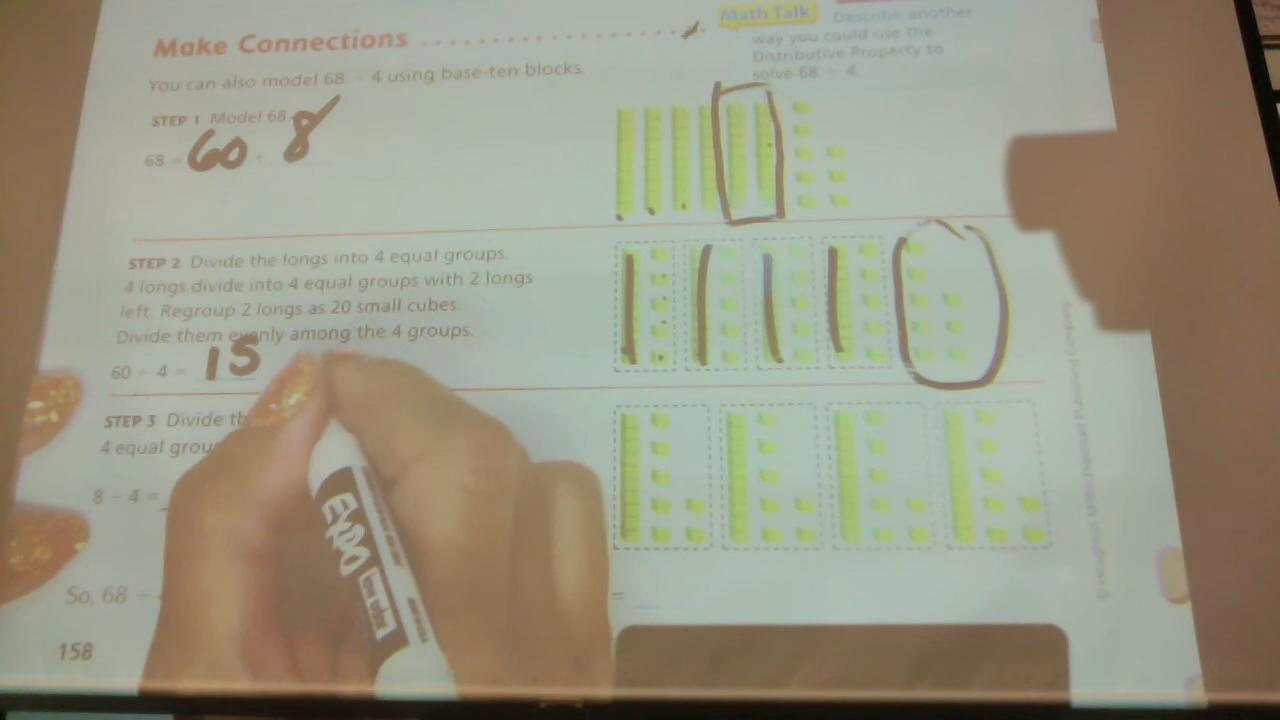 Make Connections
Math Talk Describe another
way you could use the
Distributive Property to
solve 68 ÷ 4.
You can also model 68 ÷ 4 using base-ten blocks.
STEP 1 Model 68.
68 = 60 + 8
STEP 2 Divide the longs into 4 equal groups.
4 longs divide into 4 equal groups with 2 longs
left. Regroup 2 longs as 20 small cubes.
Divide them evenly among the 4 groups.
60 ÷ 4 = 15
STEP 3 Divide
4 equal
8 ÷ 4 =
So, 68 ÷
=
158
EXPO
low odor